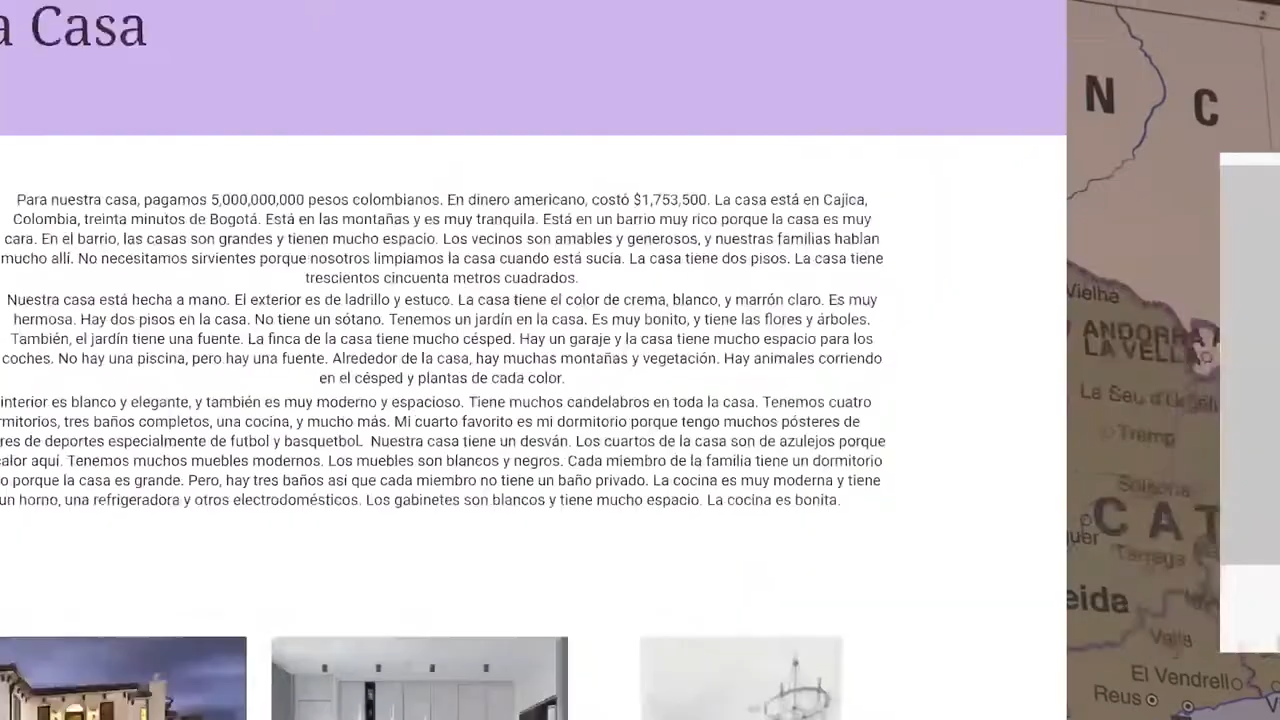 a Casa
Para nuestra casa, pagamos 5,000,000,000 pesos colombianos. En dinero americano, costó $1,753,500. La casa está en Cajica,
Colombia, treinta minutos de Bogotá. Está en las montañas y es muy tranquila. Está en un barrio muy rico porque la casa es muy
cara. En el barrio, las casas son grandes y tienen mucho espacio. Los vecinos son amables y generosos, y nuestras familias hablan
mucho allí. No necesitamos sirvientes porque nosotros limpiamos la casa cuando está sucia. La casa tiene dos pisos. La casa tiene
trescientos cincuenta metros cuadrados.
Nuestra casa está hecha a mano. El exterior es de ladrillo y estuco. La casa tiene el color de crema, blanco, y marrón claro. Es muy
hermosa. Hay dos pisos en la casa. No tiene un sótano. Tenemos un jardín en la casa. Es muy bonito, y tiene las flores y árboles.
También, el jardín tiene una fuente. La finca de la casa tiene mucho césped. Hay un garaje y la casa tiene mucho espacio para los
coches. No hay una piscina, pero hay una fuente. Alrededor de la casa, hay muchas montañas y vegetación. Hay animales corriendo
en el césped y plantas de cada color.
interior es blanco y elegante, y también es muy moderno y espacioso. Tiene muchos candelabros en toda la casa. Tenemos cuatro
rmitorios, tres baños completos, una cocina, y mucho más. Mi cuarto favorito es mi dormitorio porque tengo muchos pósteres de
res de deportes especialmente de futbol y basquetbol. Nuestra casa tiene un desván. Los cuartos de la casa son de azulejos porque
calor aquí. Tenemos muchos muebles modernos. Los muebles son blancos y negros. Cada miembro de la familia tiene un dormitorio
o porque la casa es grande. Pero, hay tres baños asi que cada miembro no tiene un baño privado. La cocina es muy moderna y tiene
un horno, una refrigeradora y otros electrodomésticos. Los gabinetes son blancos y tiene mucho espacio. La cocina es bonita.
N C
Vielha
ANDORRA
LA VELLA
La Seu d'Urgell
Tremp
Solsona
CAT
Tàrrega
eida
Valls
El Vendrell
Reus